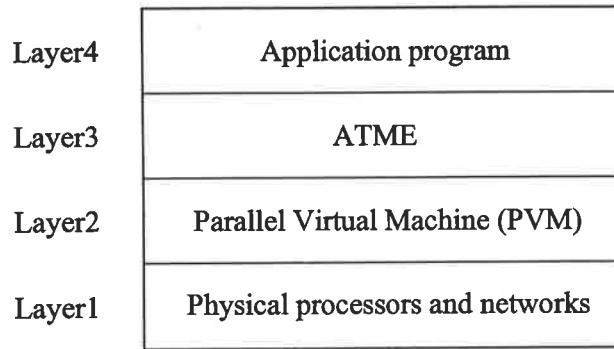 Layer4 Application program
Layer3 ATME
Layer2 Parallel Virtual Machine (PVM)
Layer1 Physical processors and networks